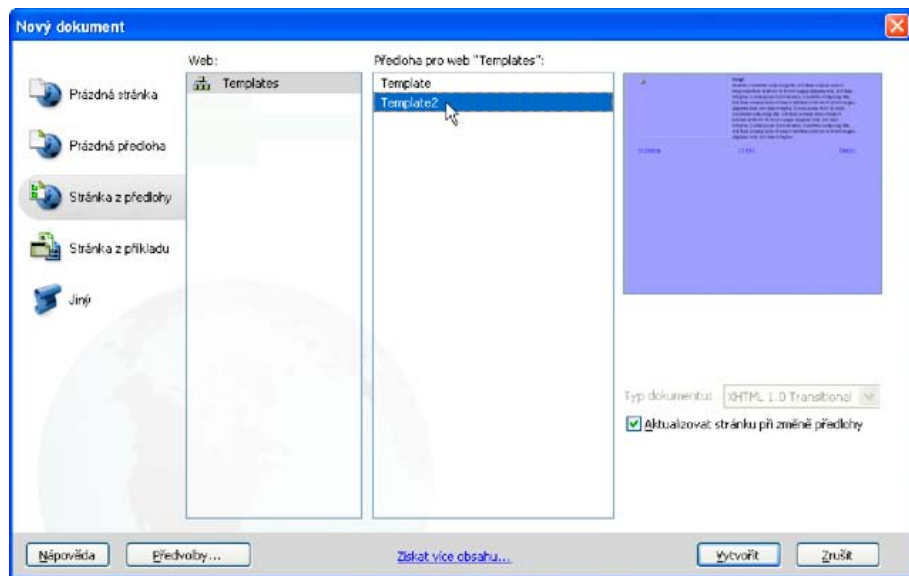 Nový dokument
Web:
Předloha pro web "Templates":
Prázdná stránka
Prázdná předloha
Stránka z předlohy
Stránka z příkladu
Jiný
Templates
Template
Template2
Typ dokumentu: XHTML 1.0 Transitional
Aktualizovat stránku při změně předlohy
Nápověda
Předvolby...
Získat více obsahu...
Vytvořit
Zrušit